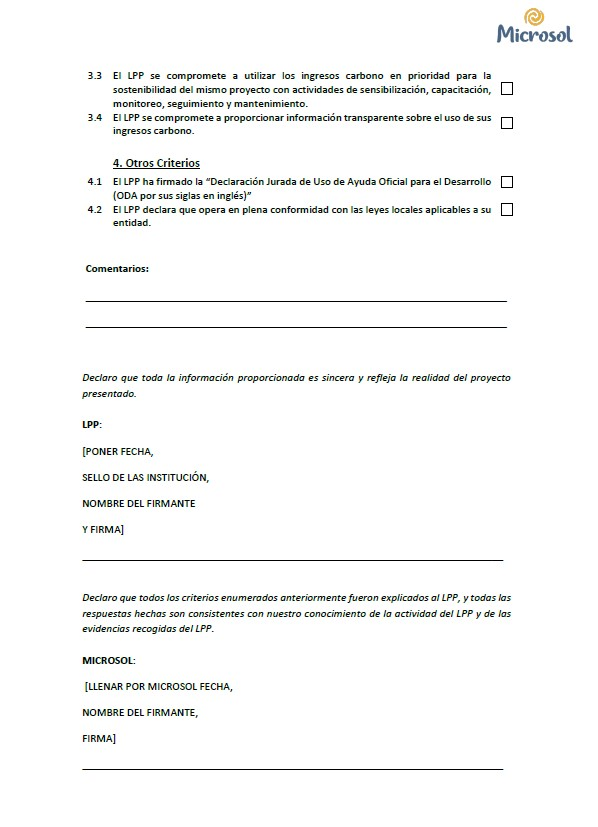 Microsol
3.3 El LPP se compromete a utilizar los ingresos carbono en prioridad para la
sostenibilidad del mismo proyecto con actividades de sensibilización, capacitación,
monitoreo, seguimiento y mantenimiento.
3.4 El LPP se compromete a proporcionar información transparente sobre el uso de sus
ingresos carbono.
4. Otros Criterios
4.1 El LPP ha firmado la “Declaración Jurada de Uso de Ayuda Oficial para el Desarrollo
(ODA por sus siglas en inglés)”
4.2 El LPP declara que opera en plena conformidad con las leyes locales aplicables a su
entidad.
Comentarios:
Declaro que toda la información proporcionada es sincera y refleja la realidad del proyecto
presentado.
LPP:
[PONER FECHA,
SELLO DE LAS INSTITUCIÓN,
NOMBRE DEL FIRMANTE
Y FIRMA]
Declaro que todos los criterios enumerados anteriormente fueron explicados al LPP, y todas las
respuestas hechas son consistentes con nuestro conocimiento de la actividad del LPP y de las
evidencias recogidas del LPP.
MICROSOL:
[LLENAR POR MICROSOL FECHA,
NOMBRE DEL FIRMANTE,
FIRMA]